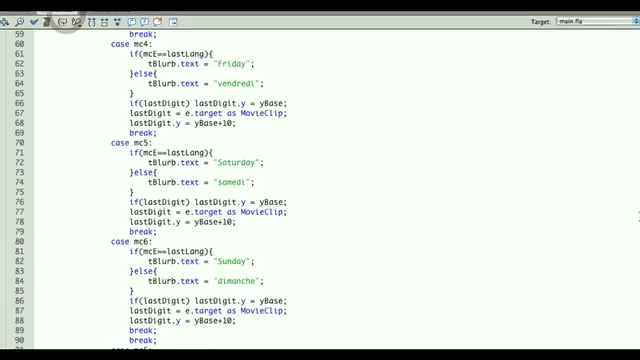 Target: main.fla
59 break;
60 case mc4:
61 if(mcE==lastLang){
62 tBlurb.text = "Friday";
63 }else{
64 tBlurb.text = "vendredi";
65 }
66 if(lastDigit) lastDigit.y = yBase;
67 lastDigit = e.target as MovieClip;
68 lastDigit.y = yBase+10;
69 break;
70 case mc5:
71 if(mcE==lastLang){
72 tBlurb.text = "Saturday";
73 }else{
74 tBlurb.text = "samedi";
75 }
76 if(lastDigit) lastDigit.y = yBase;
77 lastDigit = e.target as MovieClip;
78 lastDigit.y = yBase+10;
79 break;
80 case mc6:
81 if(mcE==lastLang){
82 tBlurb.text = "Sunday";
83 }else{
84 tBlurb.text = "dimanche";
85 }
86 if(lastDigit) lastDigit.y = yBase;
87 lastDigit = e.target as MovieClip;
88 lastDigit.y = yBase+10;
89 break;
90 break;